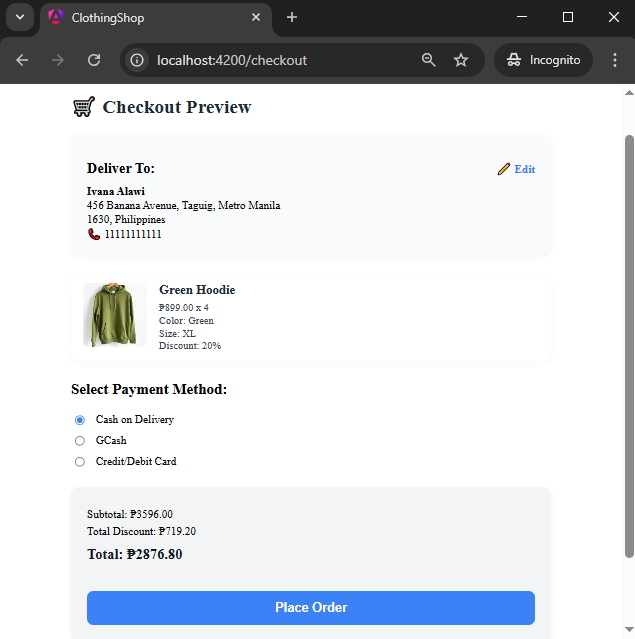 ClothingShop
localhost:4200/checkout
Incognito
Checkout Preview
Deliver To:
Edit
Ivana Alawi
456 Banana Avenue, Taguig, Metro Manila
1630, Philippines
11111111111
Green Hoodie
₱899.00 x 4
Color: Green
Size: XL
Discount: 20%
Select Payment Method:
Cash on Delivery
GCash
Credit/Debit Card
Subtotal: ₱3596.00
Total Discount: ₱719.20
Total: ₱2876.80
Place Order